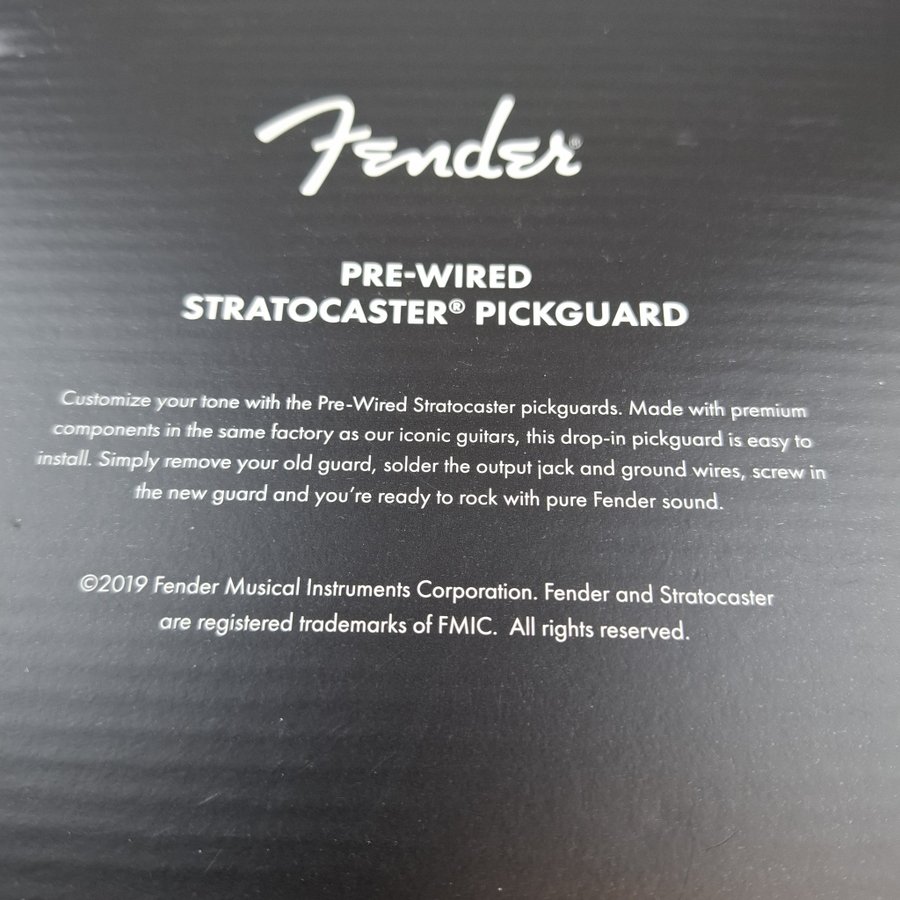 Fender®
PRE-WIRED
STRATOCASTER® PICKGUARD
Customize your tone with the Pre-Wired Stratocaster pickguards. Made with premium
components in the same factory as our iconic guitars, this drop-in pickguard is easy to
install. Simply remove your old guard, solder the output jack and ground wires, screw in
the new guard and you're ready to rock with pure Fender sound.
©2019 Fender Musical Instruments Corporation. Fender and Stratocaster
are registered trademarks of FMIC. All rights reserved.